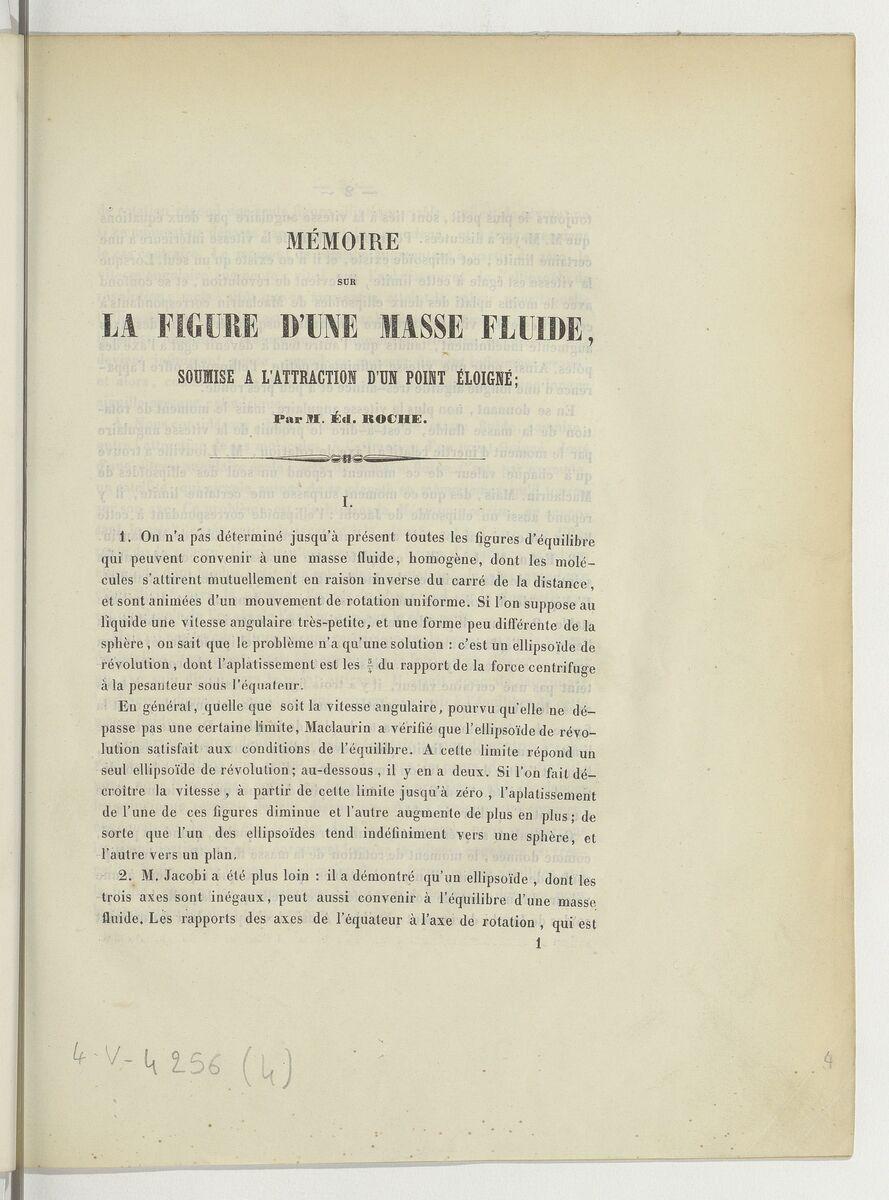 MÉMOIRE
SUR
LA FIGURE D'UNE MASSE FLUIDE,
SOUMISE A L'ATTRACTION D'UN POINT ÉLOIGNÉ;
Par M. Éd. ROCHE.
I.
1. On n'a pas déterminé jusqu'à présent toutes les figures d'équilibre
qui peuvent convenir à une masse fluide, homogène, dont les molé-
cules s'attirent mutuellement en raison inverse du carré de la distance,
et sont animées d'un mouvement de rotation uniforme. Si l'on suppose au
liquide une vitesse angulaire très-petite, et une forme peu différente de la
sphère, on sait que le problème n'a qu'une solution : c'est un ellipsoïde de
révolution, dont l'aplatissement est les 5/4 du rapport de la force centrifuge
à la pesanteur sous l'équateur.
En général, quelle que soit la vitesse angulaire, pourvu qu'elle ne dé-
passe pas une certaine limite, Maclaurin a vérifié que l'ellipsoïde de révo-
lution satisfait aux conditions de l'équilibre. A cette limite répond un
seul ellipsoïde de révolution; au-dessous, il y en a deux. Si l'on fait dé-
croître la vitesse, à partir de cette limite jusqu'à zéro, l'aplatissement
de l'une de ces figures diminue et l'autre augmente de plus en plus; de
sorte que l'un des ellipsoïdes tend indéfiniment vers une sphère, et
l'autre vers un plan.
2. M. Jacobi a été plus loin : il a démontré qu'un ellipsoïde, dont les
trois axes sont inégaux, peut aussi convenir à l'équilibre d'une masse
fluide. Les rapports des axes de l'équateur à l'axe de rotation, qui est
1
4-V-4256 (4)
4